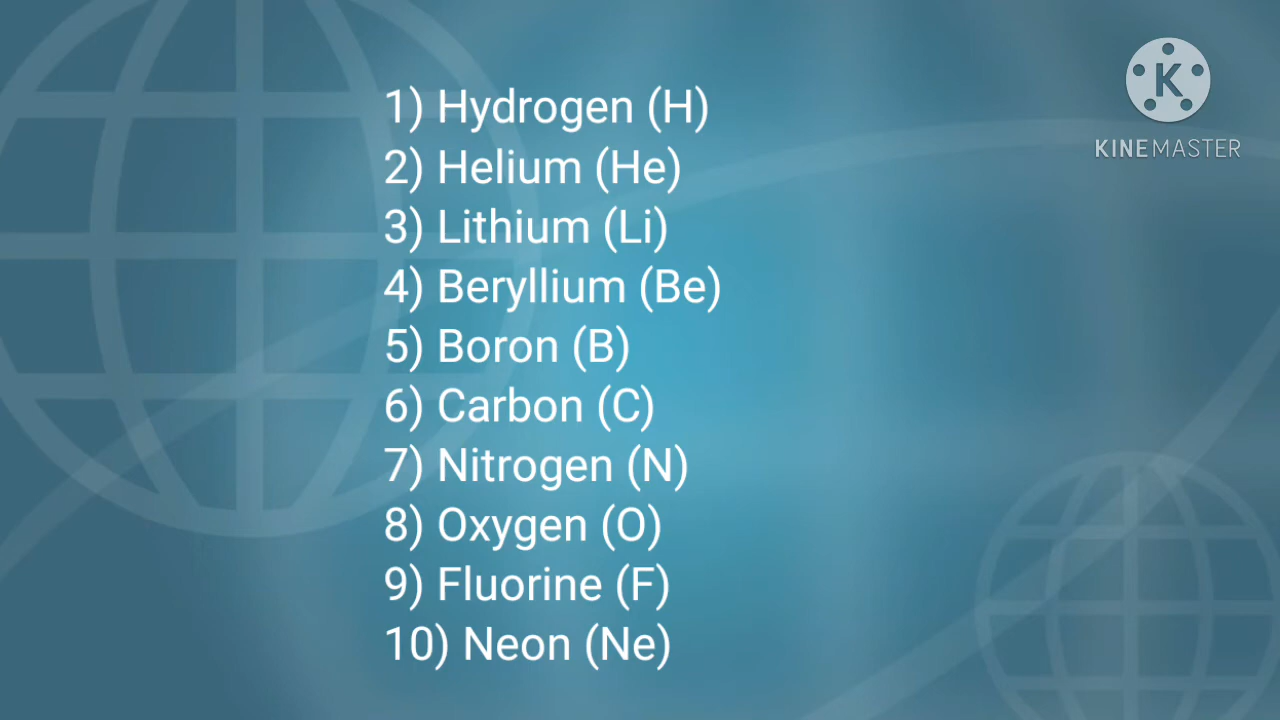 1) Hydrogen (H)
2) Helium (He)
3) Lithium (Li)
4) Beryllium (Be)
5) Boron (B)
6) Carbon (C)
7) Nitrogen (N)
8) Oxygen (O)
9) Fluorine (F)
10) Neon (Ne)
K
KINEMASTER